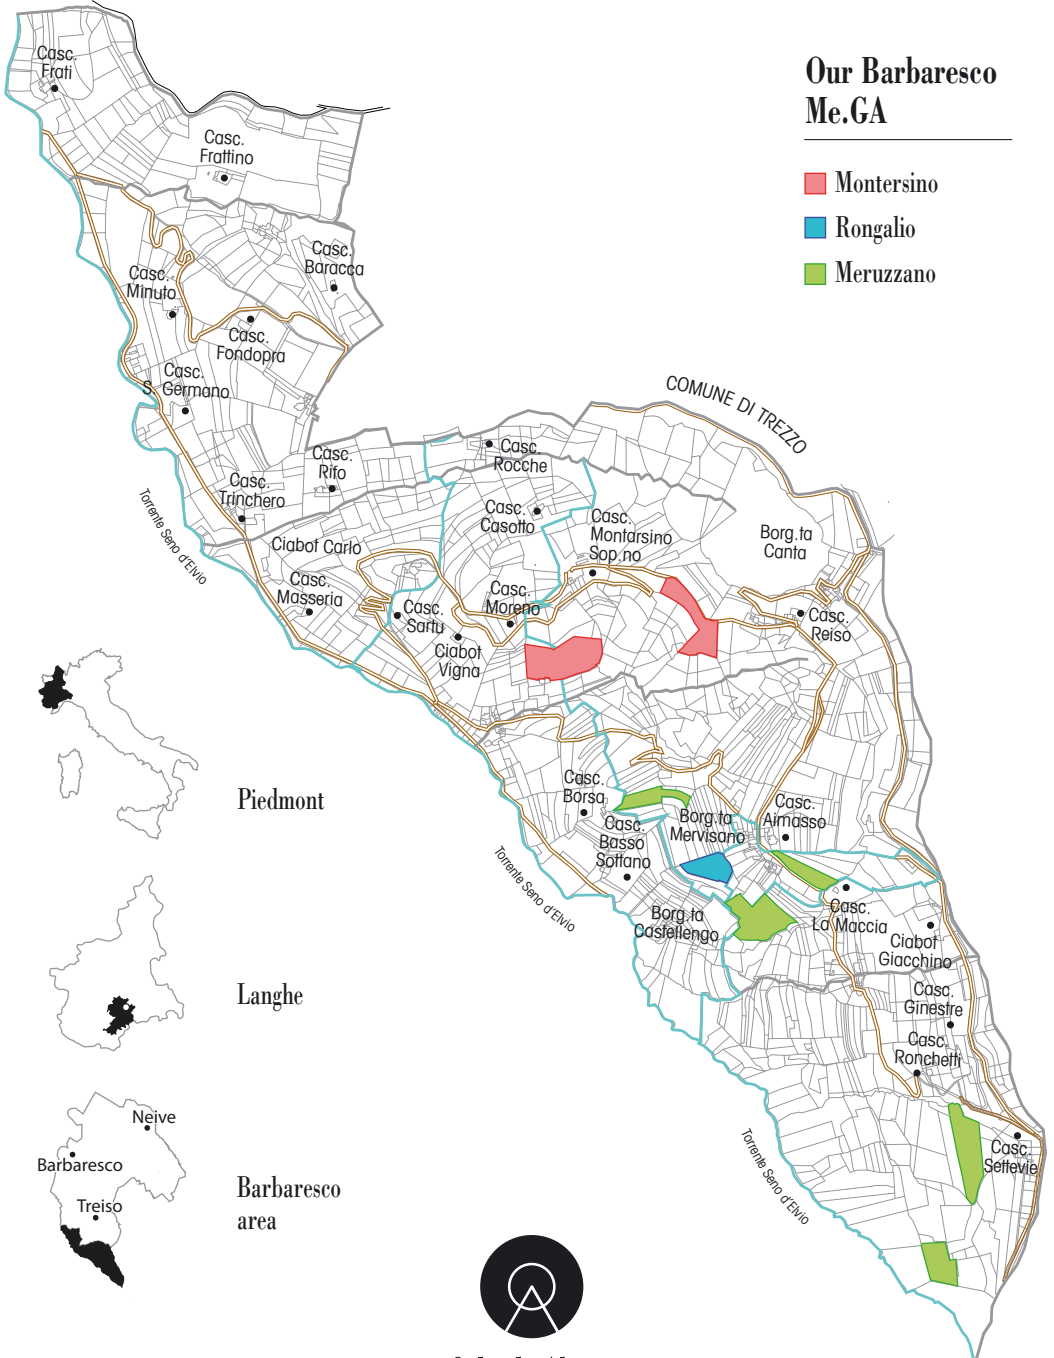 Our Barbaresco
Me.GA
Montersino
Rongalio
Meruzzano
Casc.
Frati
Casc.
Frattino
Casc.
Baracca
Casc.
Minuto
Casc.
Fondopra
Casc.
S. Germano
COMUNE DI TREZZO
Casc.
Rifo
Casc.
Rocche
Casc.
Trinchero
Torrente Seno d'Elvio
Casc.
Casotto
Casc.
Montarsino
Sop.no
Borg.ta
Canta
Ciabot Carlo
Casc.
Masseria
Casc.
Moreno
Casc.
Sartu
Casc.
Reiso
Ciabot
Vigna
Piedmont
Casc.
Borsa
Casc.
Basso
Sottano
Borg.ta
Mervisano
Casc.
Aimasso
Torrente Seno d'Elvio
Borg.ta
Castellengo
Casc.
La Maccia
Ciabot
Giacchino
Langhe
Casc.
Ginestre
Casc.
Ronchetti
Neive
Barbaresco
Treiso
Barbaresco
area
Torrente Seno d'Elvio
Casc.
Settevie